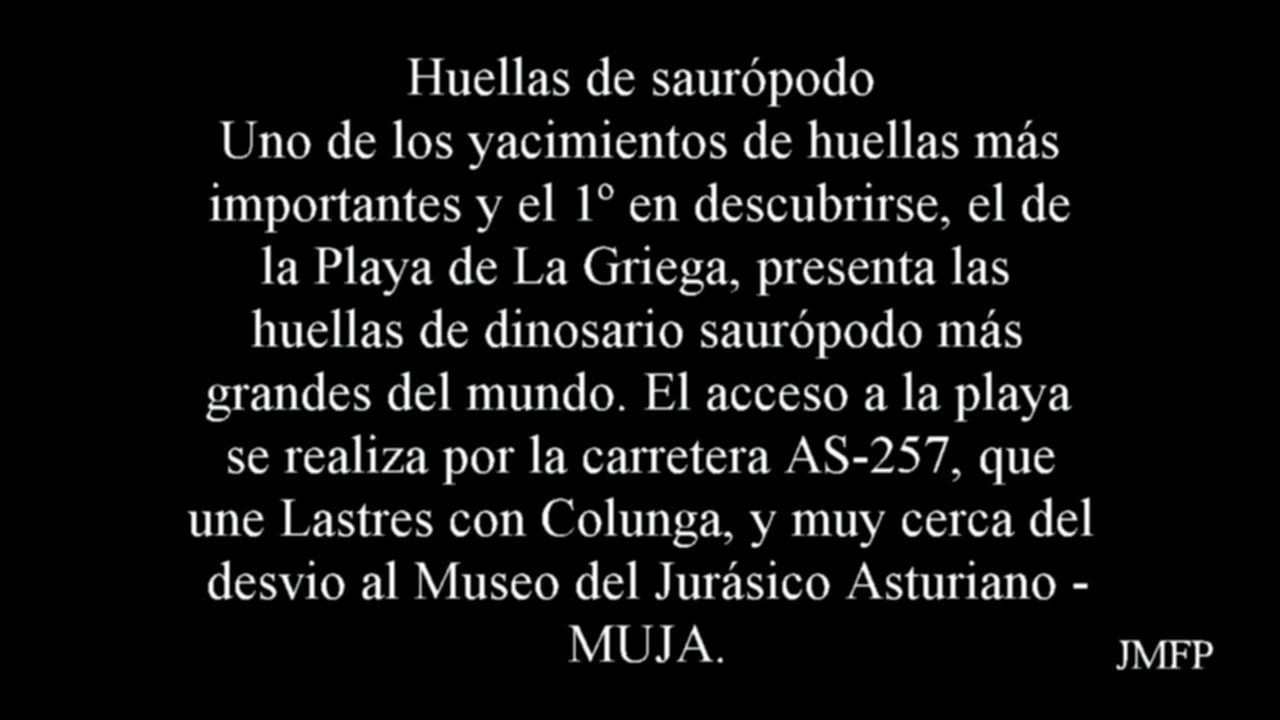 Huellas de saurópodo
Uno de los yacimientos de huellas más
importantes y el 1º en descubrirse, el de
la Playa de La Griega, presenta las
huellas de dinosario saurópodo más
grandes del mundo. El acceso a la playa
se realiza por la carretera AS-257, que
une Lastres con Colunga, y muy cerca del
desvio al Museo del Jurásico Asturiano -
MUJA.
JMFP